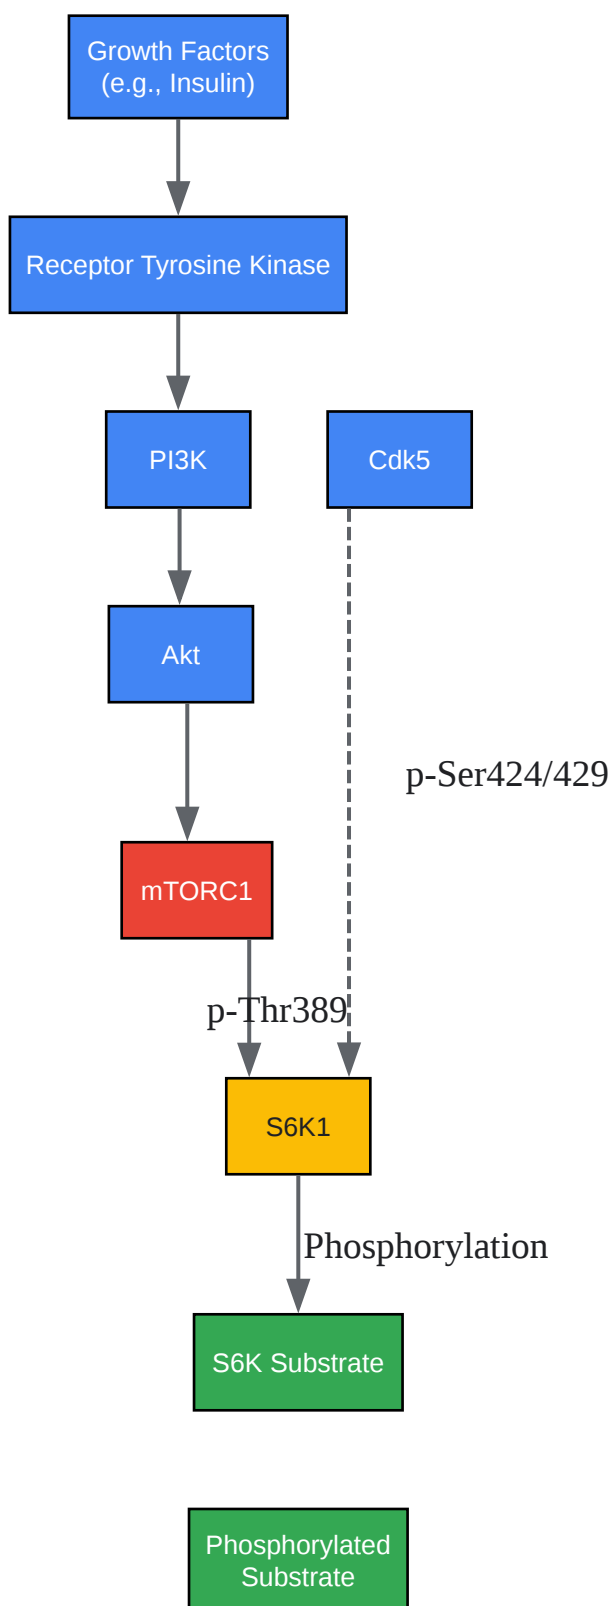 Growth Factors
(e.g., Insulin)
Receptor Tyrosine Kinase
PI3K
Cdk5
Akt
p-Ser424/429
mTORC1
p-Thr389
S6K1
Phosphorylation
S6K Substrate
Phosphorylated
Substrate